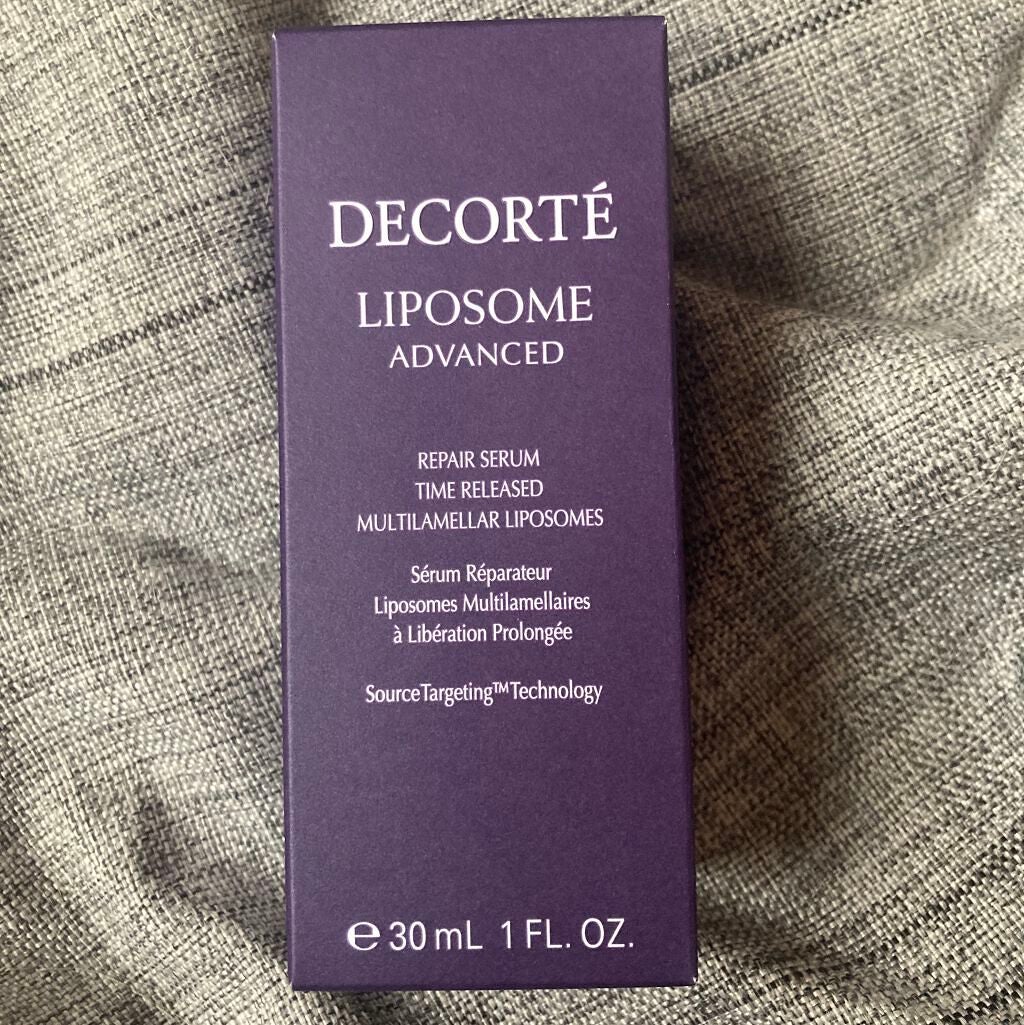 DECORTÉ
LIPOSOME
ADVANCED
REPAIR SERUM
TIME RELEASED
MULTILAMELLAR LIPOSOMES
Sérum Réparateur
Liposomes Multilamellaires
à Libération Prolongée
SourceTargeting™Technology
℮ 30 mL 1 FL. OZ.